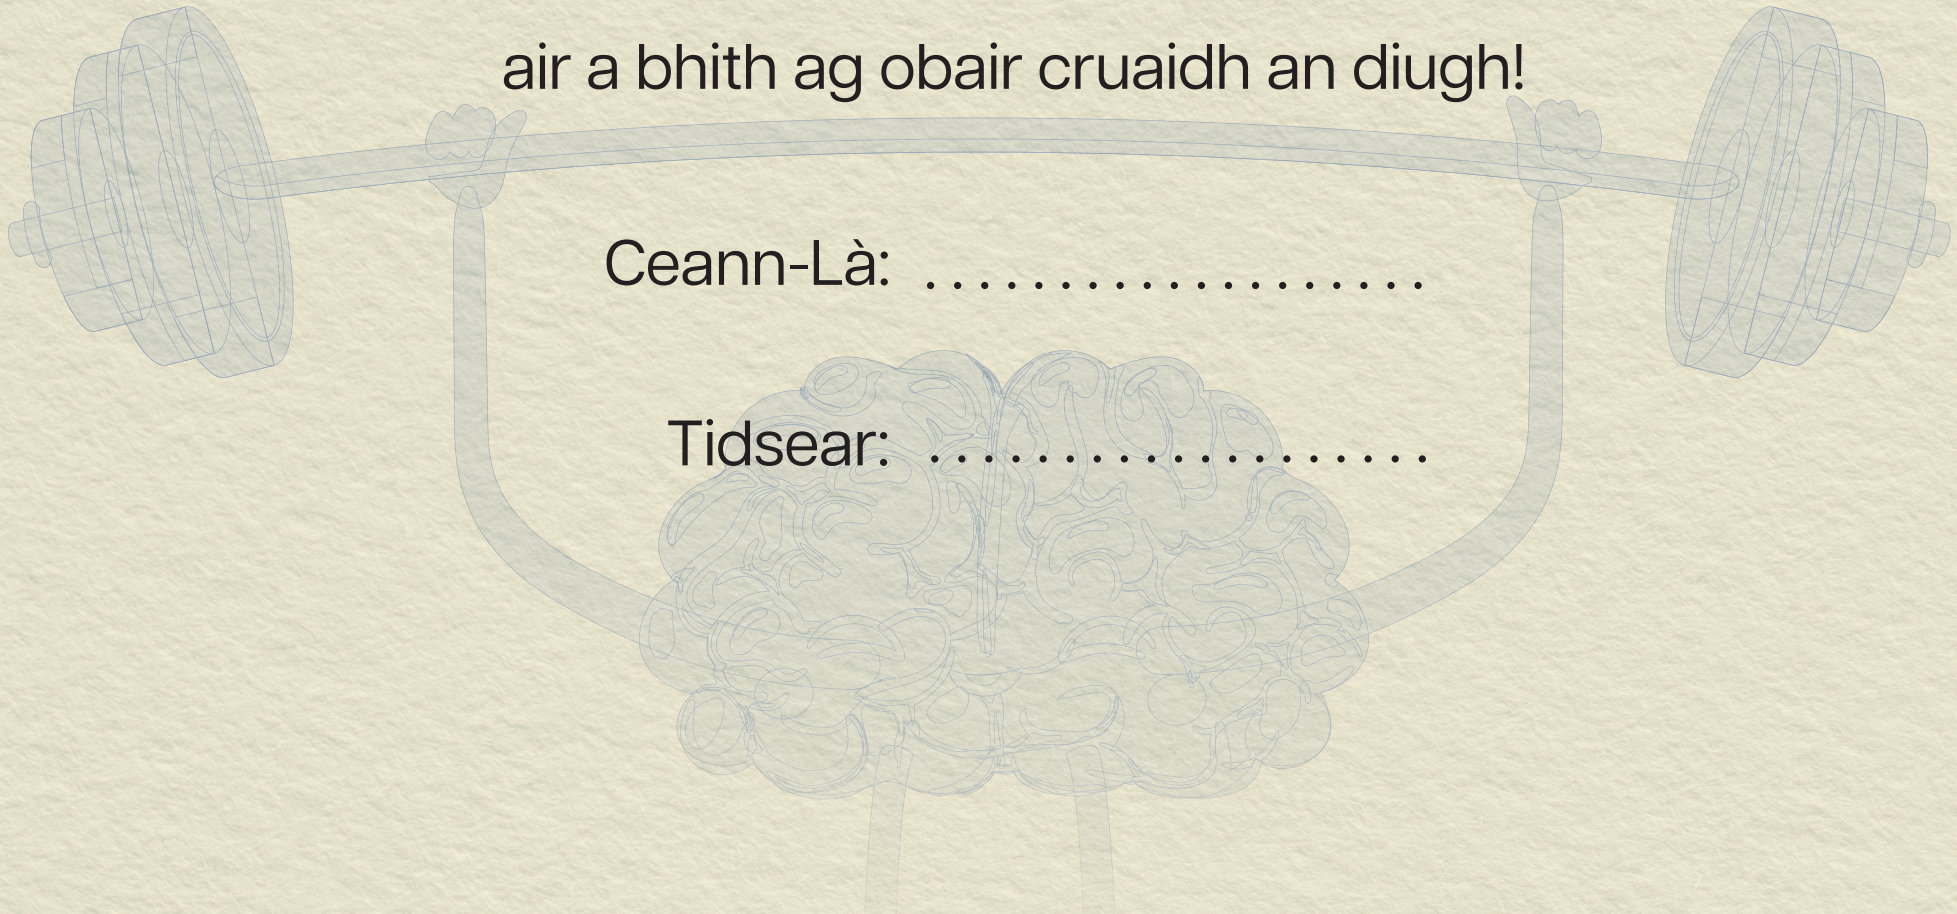 air a bhith ag obair cruaidh an diugh!
Ceann-Là: ...................
Tidsear: ...................